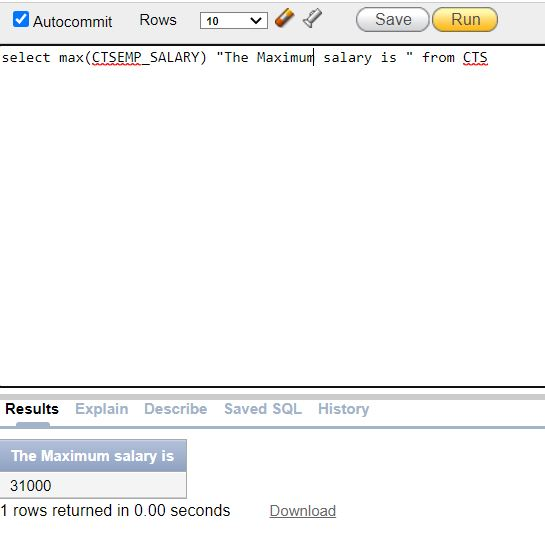 Autocommit Rows 10 Save Run
select max(CTSEMP_SALARY) "The Maximum salary is " from CTS
Results Explain Describe Saved SQL History
The Maximum salary is
31000
1 rows returned in 0.00 seconds Download